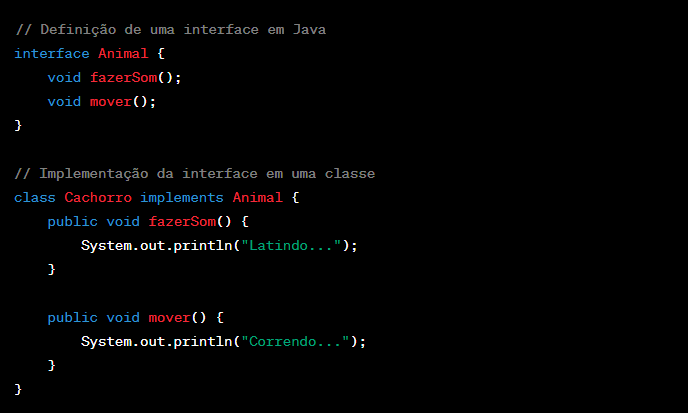 // Definição de uma interface em Java
interface Animal {
    void fazerSom();
    void mover();
}

// Implementação da interface em uma classe
class Cachorro implements Animal {
    public void fazerSom() {
        System.out.println("Latindo...");
    }

    public void mover() {
        System.out.println("Correndo...");
    }
}